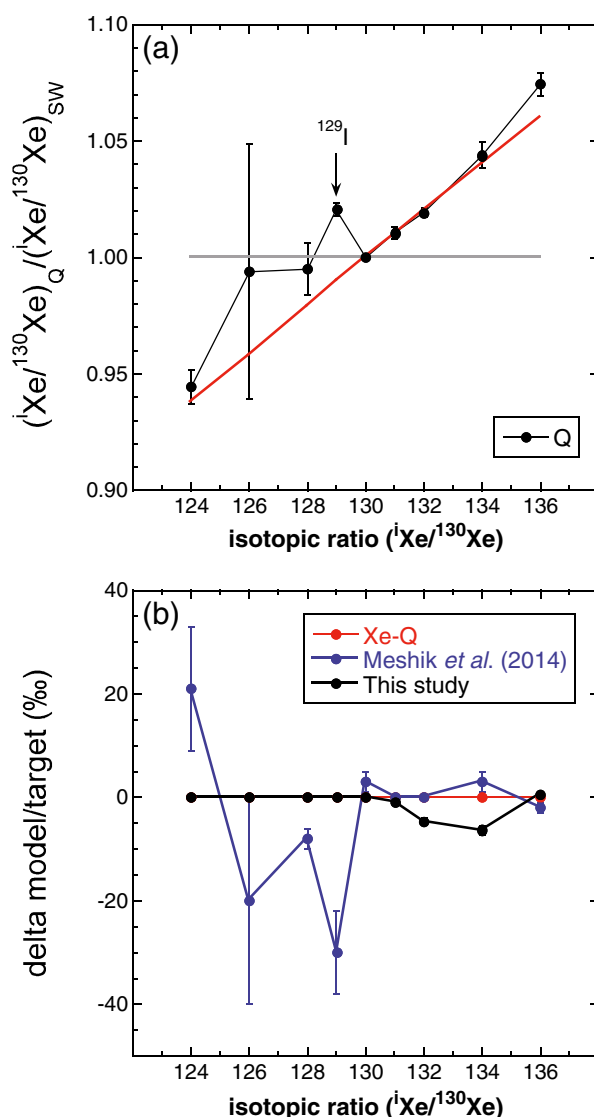 (a)
1.10
1.05
1.00
0.95
0.90
(ⁱXe/¹³⁰Xe)Q/(ⁱXe/¹³⁰Xe)SW
¹²⁹I
Q
124 126 128 130 132 134 136
isotopic ratio (ⁱXe/¹³⁰Xe)
(b)
40
20
0
-20
-40
delta model/target (‰)
Xe-Q
Meshik et al. (2014)
This study
124 126 128 130 132 134 136
isotopic ratio (ⁱXe/¹³⁰Xe)